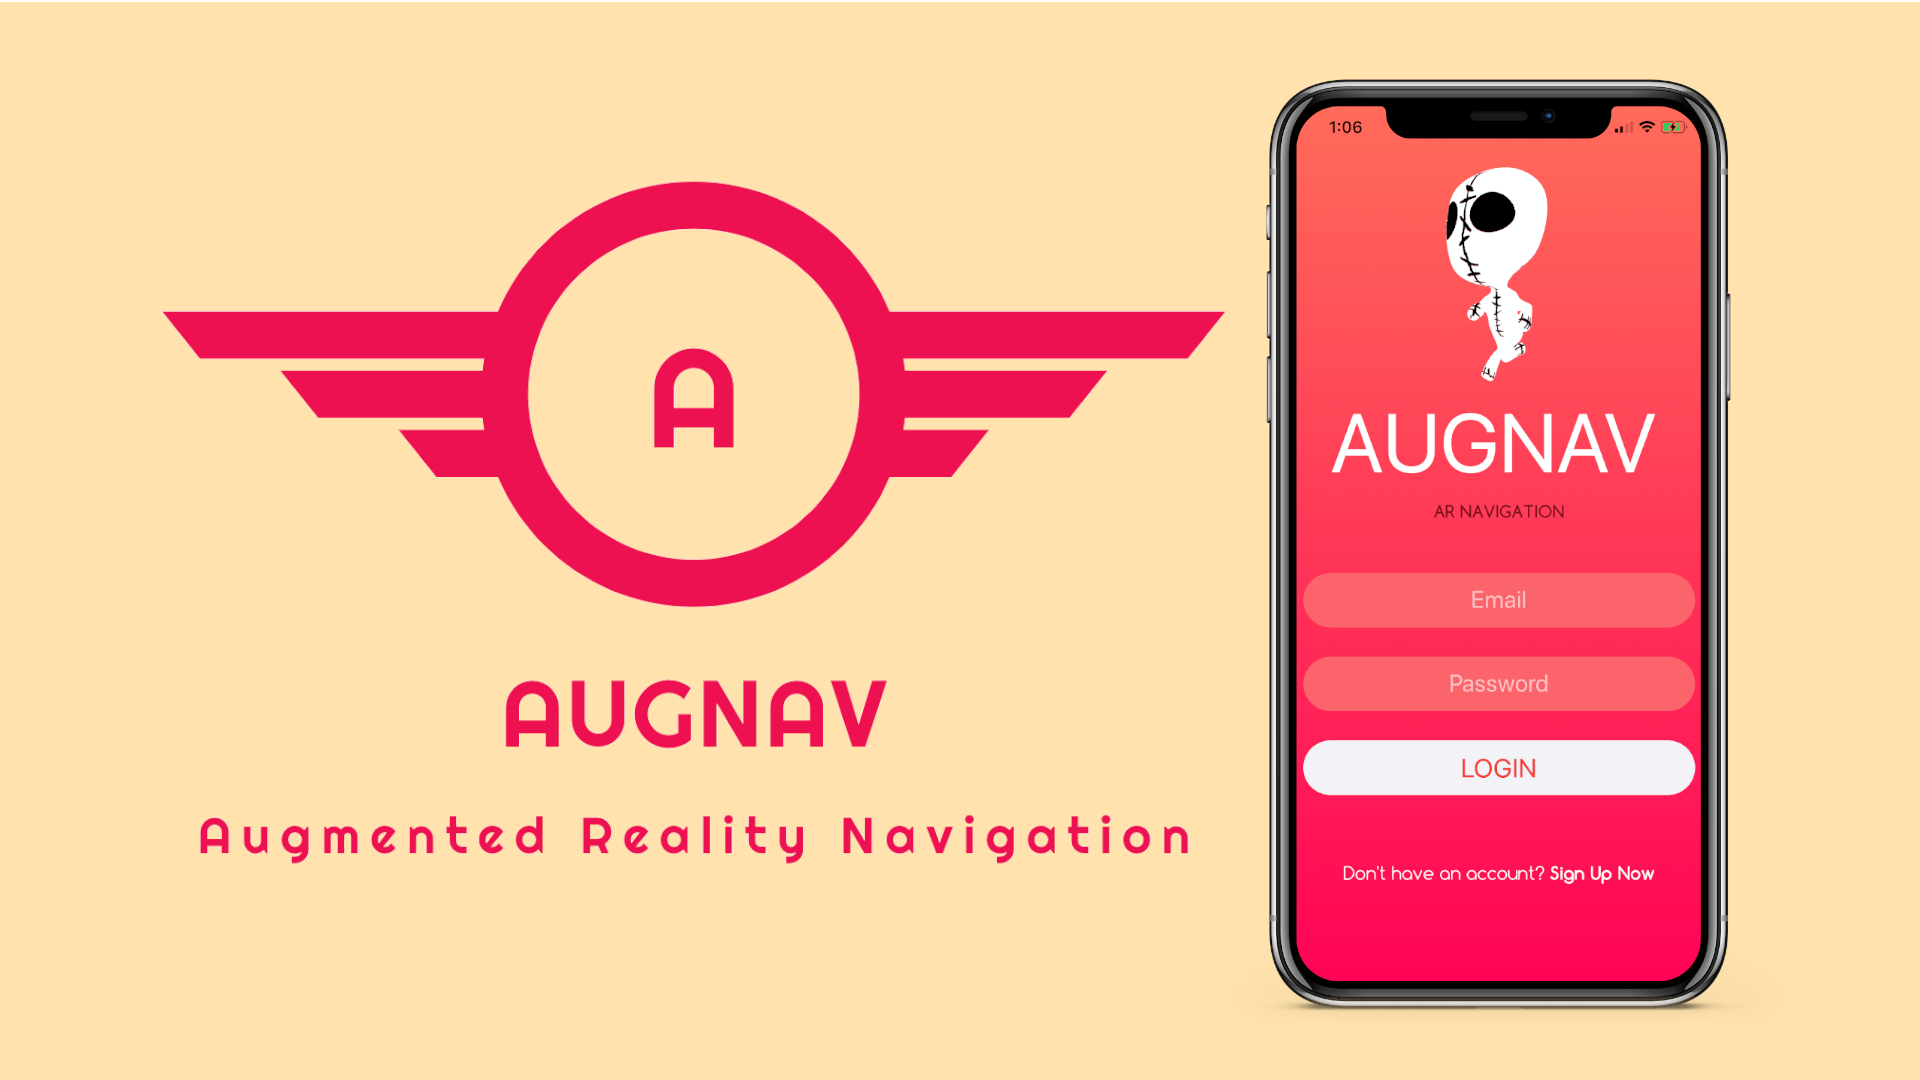 A
AUGNAV
Augmented Reality Navigation
1:06
AUGNAV
AR NAVIGATION
Email
Password
LOGIN
Don't have an account? Sign Up Now